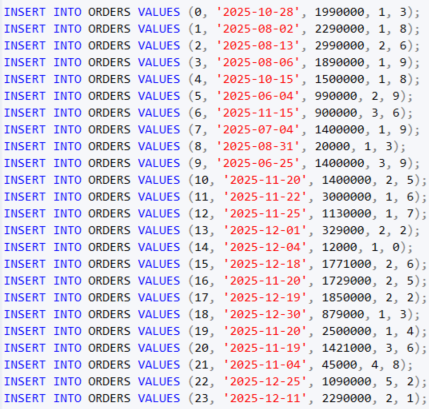 INSERT INTO ORDERS VALUES (0, '2025-10-28', 1990000, 1, 3);
INSERT INTO ORDERS VALUES (1, '2025-08-02', 2290000, 1, 8);
INSERT INTO ORDERS VALUES (2, '2025-08-13', 2990000, 2, 6);
INSERT INTO ORDERS VALUES (3, '2025-08-06', 1890000, 1, 9);
INSERT INTO ORDERS VALUES (4, '2025-10-15', 1500000, 1, 8);
INSERT INTO ORDERS VALUES (5, '2025-06-04', 990000, 2, 9);
INSERT INTO ORDERS VALUES (6, '2025-11-15', 900000, 3, 6);
INSERT INTO ORDERS VALUES (7, '2025-07-04', 1400000, 1, 9);
INSERT INTO ORDERS VALUES (8, '2025-08-31', 20000, 1, 3);
INSERT INTO ORDERS VALUES (9, '2025-06-25', 1400000, 3, 9);
INSERT INTO ORDERS VALUES (10, '2025-11-20', 1400000, 2, 5);
INSERT INTO ORDERS VALUES (11, '2025-11-22', 3000000, 1, 6);
INSERT INTO ORDERS VALUES (12, '2025-11-25', 1130000, 1, 7);
INSERT INTO ORDERS VALUES (13, '2025-12-01', 329000, 2, 2);
INSERT INTO ORDERS VALUES (14, '2025-12-04', 12000, 1, 0);
INSERT INTO ORDERS VALUES (15, '2025-12-18', 1771000, 2, 6);
INSERT INTO ORDERS VALUES (16, '2025-11-20', 1729000, 2, 5);
INSERT INTO ORDERS VALUES (17, '2025-12-19', 1850000, 2, 2);
INSERT INTO ORDERS VALUES (18, '2025-12-30', 879000, 1, 3);
INSERT INTO ORDERS VALUES (19, '2025-11-20', 2500000, 1, 4);
INSERT INTO ORDERS VALUES (20, '2025-11-19', 1421000, 3, 6);
INSERT INTO ORDERS VALUES (21, '2025-11-04', 45000, 4, 8);
INSERT INTO ORDERS VALUES (22, '2025-12-25', 1090000, 5, 2);
INSERT INTO ORDERS VALUES (23, '2025-12-11', 2290000, 2, 1);